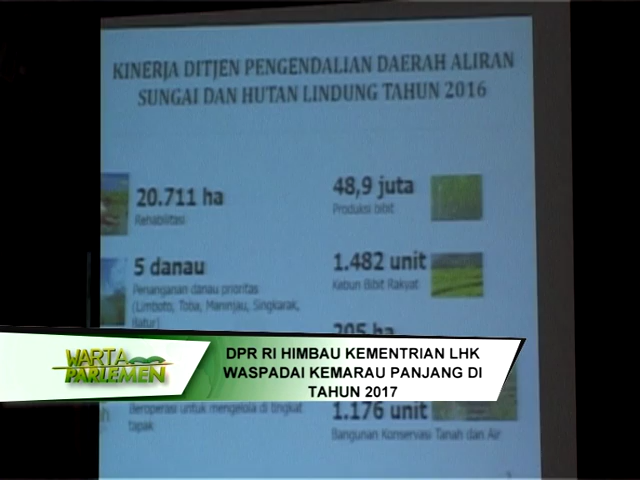 KINERJA DITJEN PENGENDALIAN DAERAH ALIRAN
SUNGAI DAN HUTAN LINDUNG TAHUN 2016
20.711 ha
Rehabilitasi
48,9 juta
Produksi bibit
5 danau
Penanganan danau prioritas
(Limboto, Toba, Maninjau, Singkarak,
Batur)
1.482 unit
Kebun Bibit Rakyat
205 ha
WARTA
PARLEMEN
DPR RI HIMBAU KEMENTRIAN LHK
WASPADAI KEMARAU PANJANG DI
TAHUN 2017
Beroperasi untuk mengelola di tingkat
tapak
1.176 unit
Bangunan Konservasi Tanah dan Air